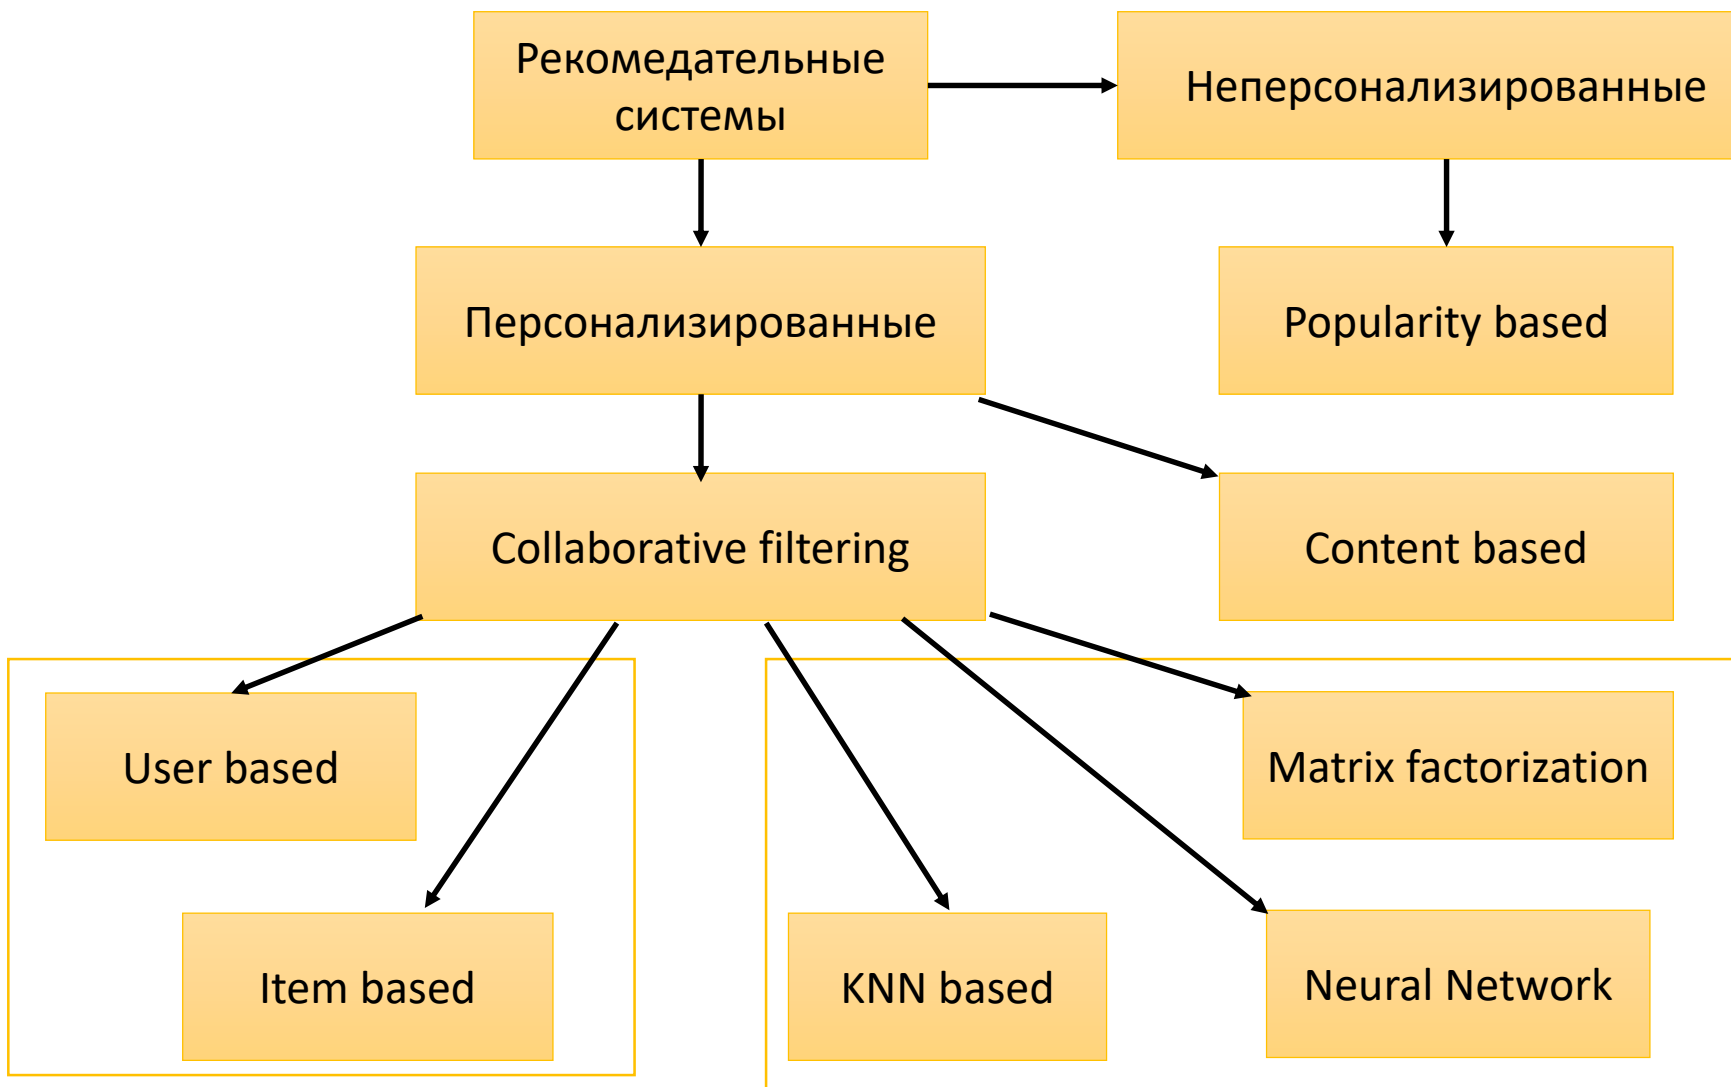 Рекомедательные
системы
Неперсонализированные
Персонализированные
Popularity based
Collaborative filtering
Content based
User based
Matrix factorization
Item based
KNN based
Neural Network